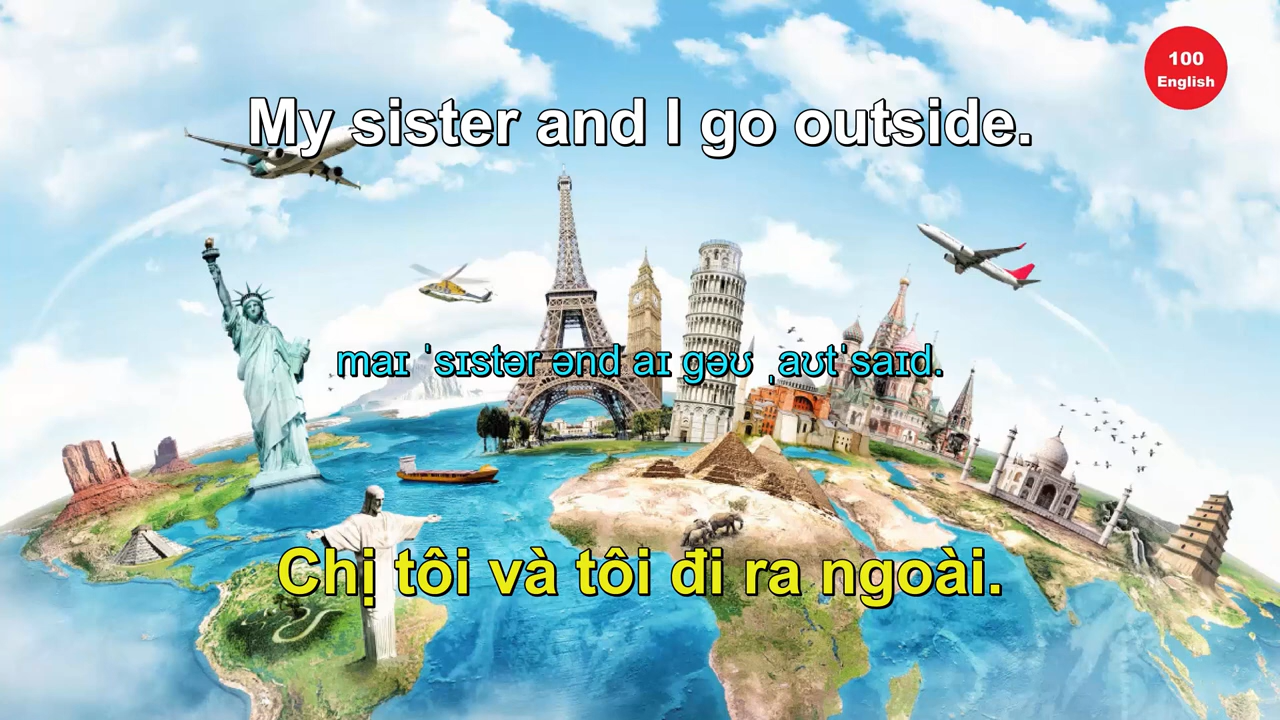 100
English
My sister and I go outside.
maɪ ˈsɪstər ənd aɪ gəʊ ˌaʊtˈsaɪd.
Chị tôi và tôi đi ra ngoài.